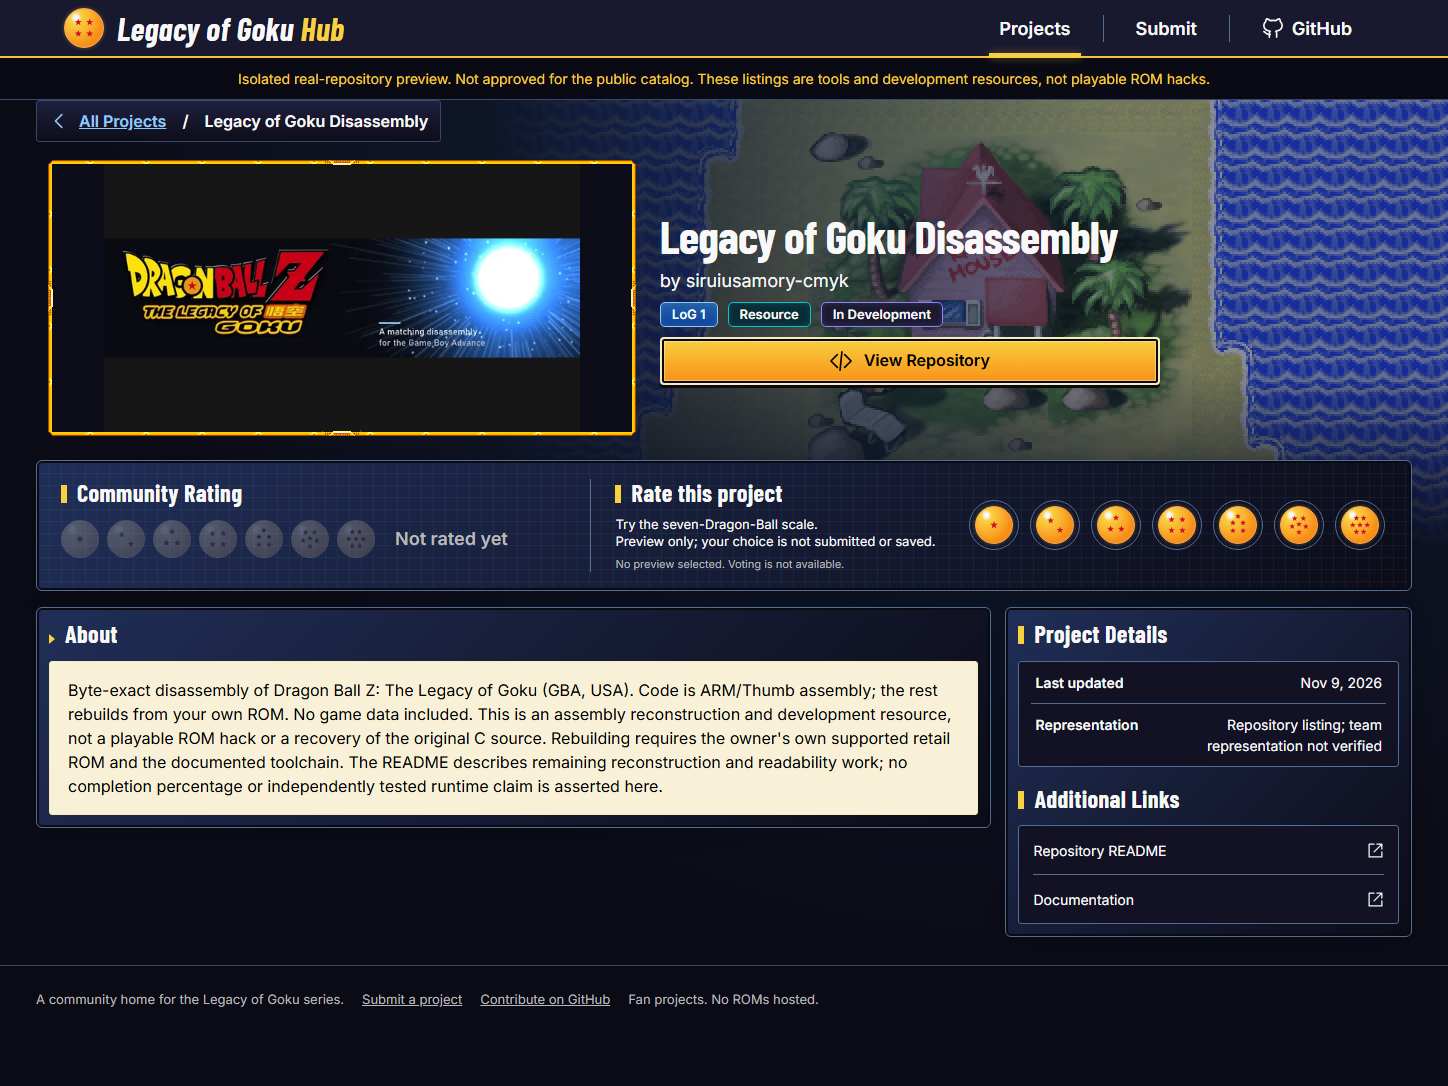 Legacy of Goku Hub
Projects
Submit
GitHub
Isolated real-repository preview. Not approved for the public catalog. These listings are tools and development resources, not playable ROM hacks.
All Projects / Legacy of Goku Disassembly
DRAGON BALL Z
THE LEGACY OF 悟空
GOKU
A matching disassembly
for the Game Boy Advance
HOUSE
Legacy of Goku Disassembly
by siruiusamory-cmyk
LoG 1
Resource
In Development
View Repository
Community Rating
Not rated yet
Rate this project
Try the seven-Dragon-Ball scale.
Preview only; your choice is not submitted or saved.
No preview selected. Voting is not available.
About
Byte-exact disassembly of Dragon Ball Z: The Legacy of Goku (GBA, USA). Code is ARM/Thumb assembly; the rest
rebuilds from your own ROM. No game data included. This is an assembly reconstruction and development resource,
not a playable ROM hack or a recovery of the original C source. Rebuilding requires the owner's own supported retail
ROM and the documented toolchain. The README describes remaining reconstruction and readability work; no
completion percentage or independently tested runtime claim is asserted here.
Project Details
Last updated
Nov 9, 2026
Representation
Repository listing; team
representation not verified
Additional Links
Repository README
Documentation
A community home for the Legacy of Goku series.
Submit a project
Contribute on GitHub
Fan projects. No ROMs hosted.